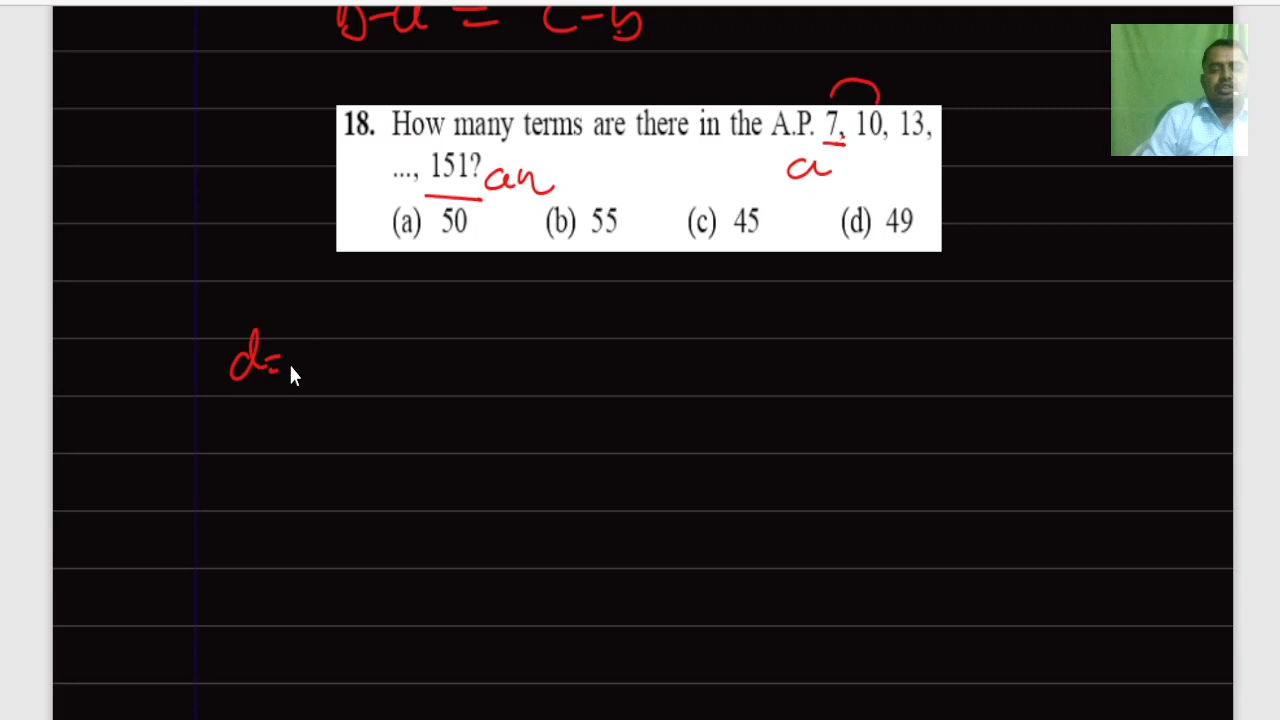 b-a = c-b
18. How many terms are there in the A.P. 7, 10, 13,
a
..., 151? an
(a) 50 (b) 55 (c) 45 (d) 49
d=